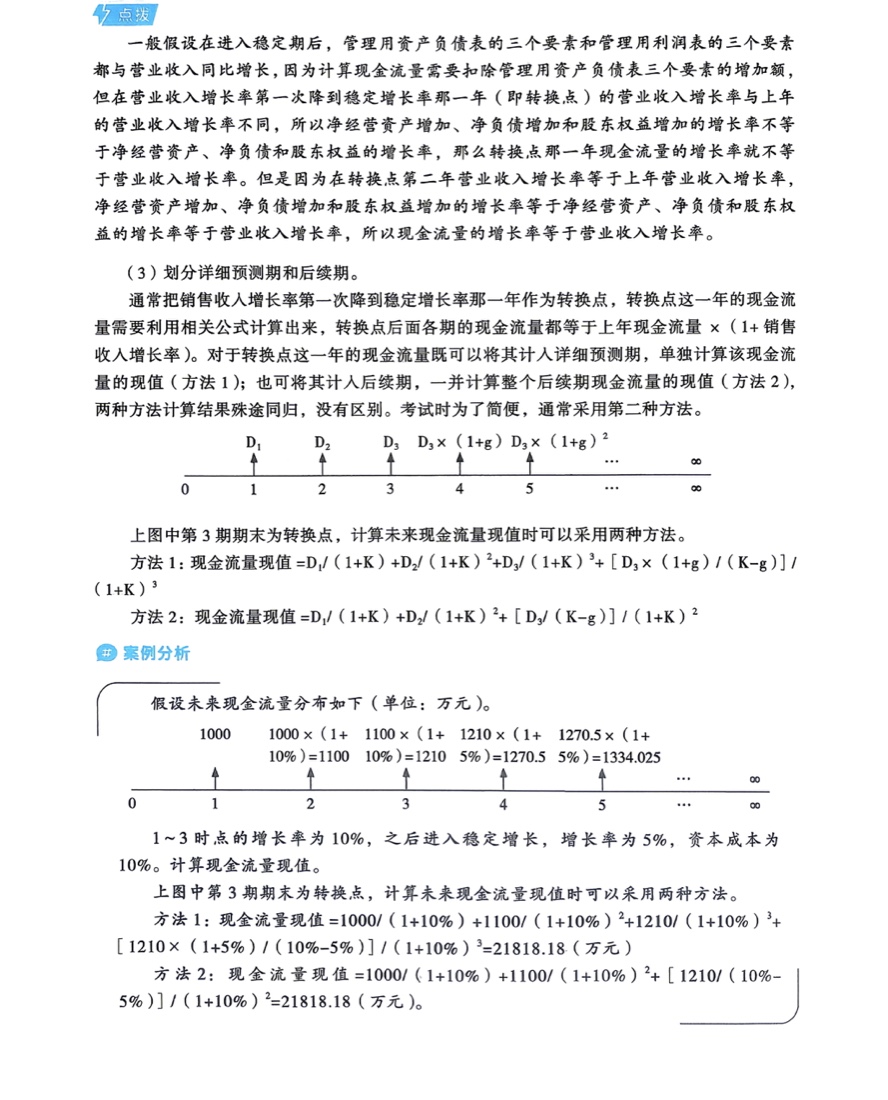 点拨
一般假设在进入稳定期后，管理用资产负债表的三个要素和管理用利润表的三个要素
都与营业收入同比增长，因为计算现金流量需要扣除管理用资产负债表三个要素的增加额，
但在营业收入增长率第一次降到稳定增长率那一年（即转换点）的营业收入增长率与上年
的营业收入增长率不同，所以净经营资产增加、净负债增加和股东权益增加的增长率不等
于净经营资产、净负债和股东权益的增长率，那么转换点那一年现金流量的增长率就不等
于营业收入增长率。但是因为在转换点第二年营业收入增长率等于上年营业收入增长率，
净经营资产增加、净负债增加和股东权益增加的增长率等于净经营资产、净负债和股东权
益的增长率等于营业收入增长率，所以现金流量的增长率等于营业收入增长率。
（3）划分详细预测期和后续期。
通常把销售收入增长率第一次降到稳定增长率那一年作为转换点，转换点这一年的现金流
量需要利用相关公式计算出来，转换点后面各期的现金流量都等于上年现金流量 ×（1+ 销售
收入增长率）。对于转换点这一年的现金流量既可以将其计入详细预测期，单独计算该现金流
量的现值（方法 1）；也可将其计入后续期，一并计算整个后续期现金流量的现值（方法 2），
两种方法计算结果殊途同归，没有区别。考试时为了简便，通常采用第二种方法。
D₁ D₂ D₃ D₃×（1+g）D₃×（1+g）²
… ∞
0 1 2 3 4 5 … ∞
上图中第 3 期期末为转换点，计算未来现金流量现值时可以采用两种方法。
方法 1：现金流量现值 =D₁/（1+K）+D₂/（1+K）²+D₃/（1+K）³+［D₃×（1+g）/（K-g）］/
（1+K）³
方法 2：现金流量现值 =D₁/（1+K）+D₂/（1+K）²+［D₃/（K-g）］/（1+K）²
# 案例分析
假设未来现金流量分布如下（单位：万元）。
1000 1000×（1+ 1100×（1+ 1210×（1+ 1270.5×（1+
10%）=1100 10%）=1210 5%）=1270.5 5%）=1334.025
… ∞
0 1 2 3 4 5 … ∞
1~3 时点的增长率为 10%，之后进入稳定增长，增长率为 5%，资本成本为
10%。计算现金流量现值。
上图中第 3 期期末为转换点，计算未来现金流量现值时可以采用两种方法。
方法 1：现金流量现值 =1000/（1+10%）+1100/（1+10%）²+1210/（1+10%）³+
［1210×（1+5%）/（10%-5%）］/（1+10%）³=21818.18（万元）
方法 2：现金流量现值 =1000/（1+10%）+1100/（1+10%）²+［1210/（10%-
5%）］/（1+10%）²=21818.18（万元）。